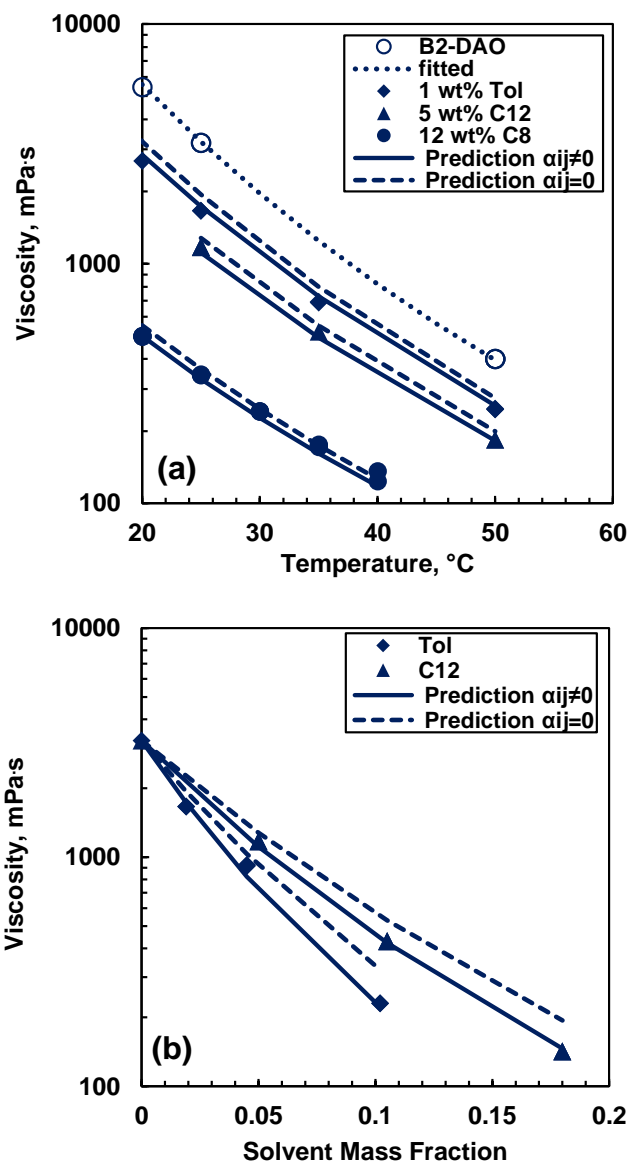 10000
1000
100
Viscosity, mPa·s
B2-DAO
fitted
1 wt% Tol
5 wt% C12
12 wt% C8
Prediction αij≠0
Prediction αij=0
(a)
20 30 40 50 60
Temperature, °C
10000
1000
100
Viscosity, mPa·s
Tol
C12
Prediction αij≠0
Prediction αij=0
(b)
0 0.05 0.1 0.15 0.2
Solvent Mass Fraction